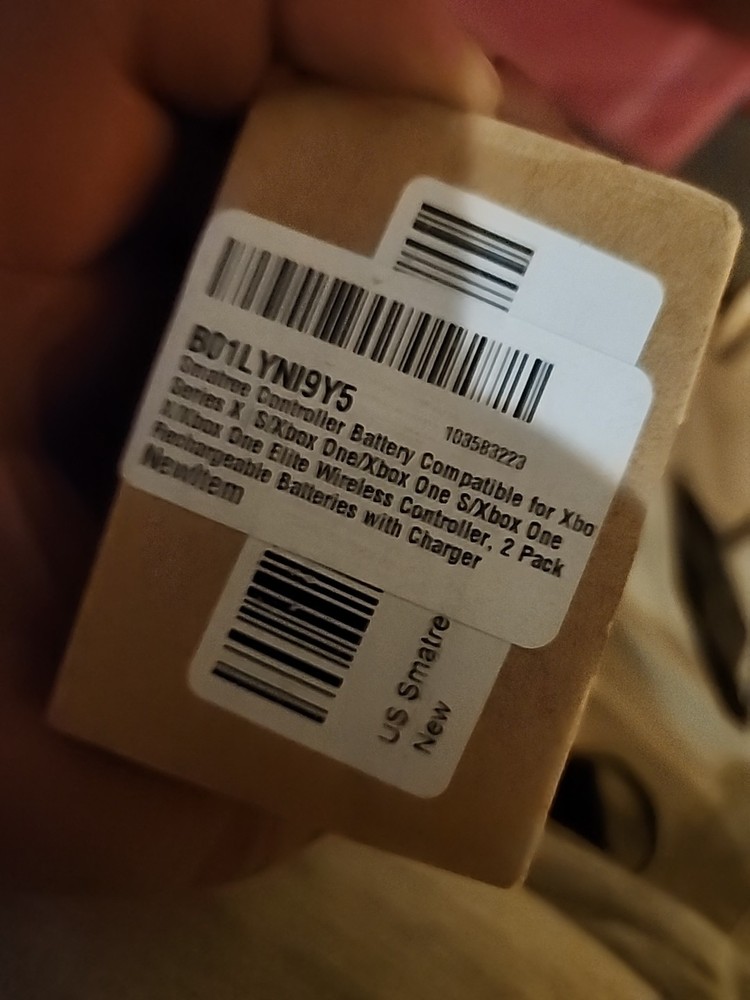 B01LYNI9Y5
103583223
Smatree Controller Battery Compatible for Xbo
Series X S/Xbox One/Xbox One S/Xbox One
X/Xbox One Elite Wireless Controller, 2 Pack
Rechargeable Batteries with Charger
NewItem
US Smatre
New